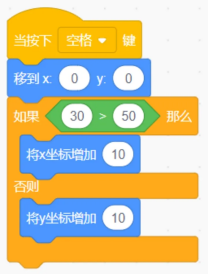 当按下 空格 键
移到 x: 0 y: 0
如果 30 > 50 那么
将x坐标增加 10
否则
将y坐标增加 10